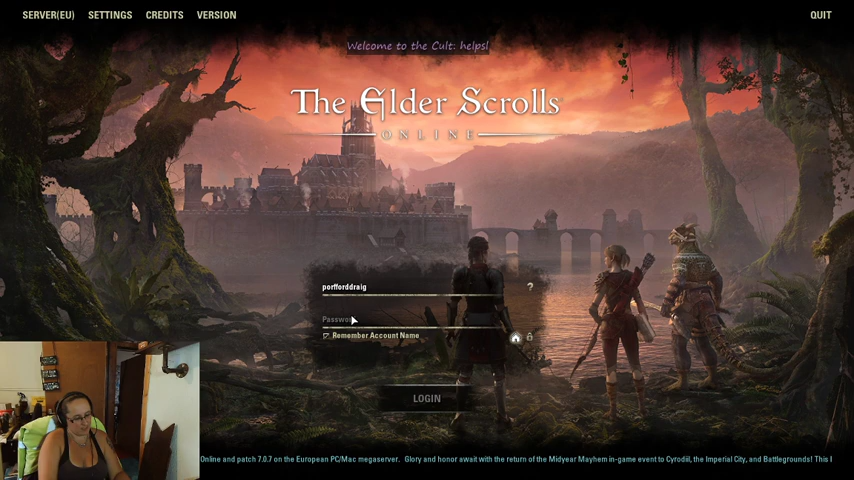 SERVER(EU) SETTINGS CREDITS VERSION QUIT
Welcome to the Cult: helpsl
The Elder Scrolls
ONLINE
porfforddraig ?
Password
Remember Account Name
LOGIN
Online and patch 7.0.7 on the European PC/Mac megaserver. Glory and honor await with the return of the Midyear Mayhem in-game event to Cyrodiil, the Imperial City, and Battlegrounds! This